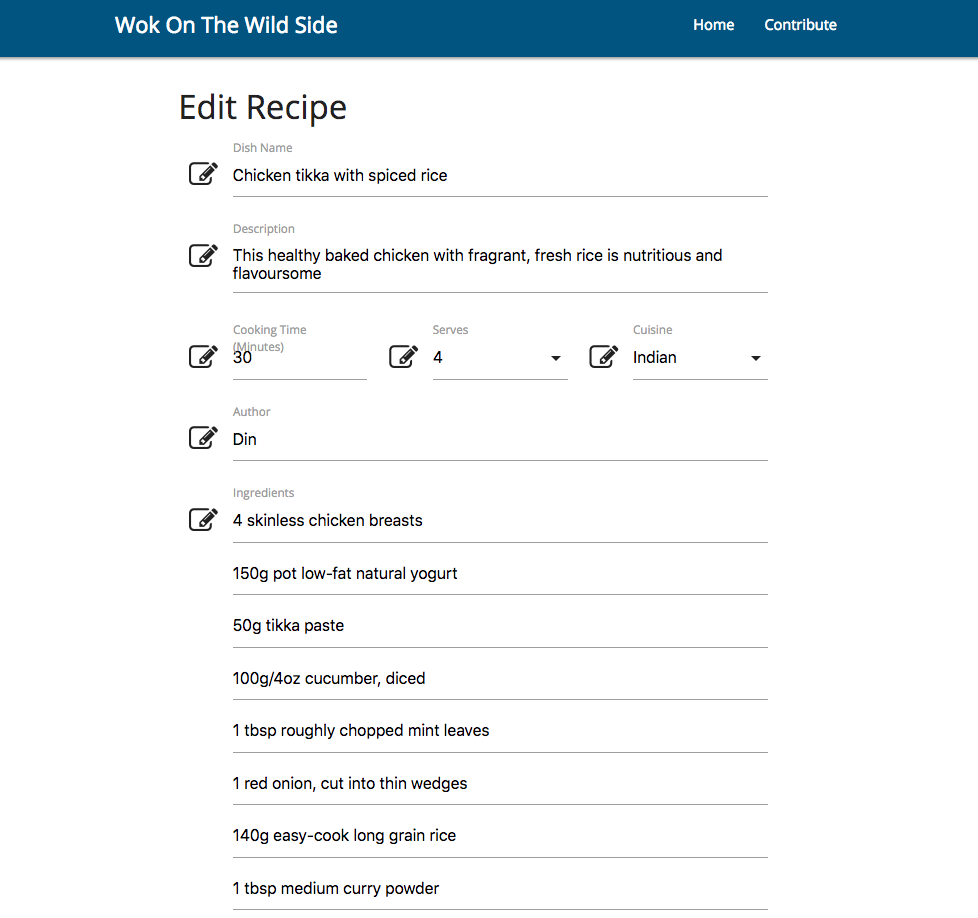 Wok On The Wild Side
Home
Contribute
Edit Recipe
Dish Name
Chicken tikka with spiced rice
Description
This healthy baked chicken with fragrant, fresh rice is nutritious and
flavoursome
Cooking Time
(Minutes)
30
Serves
4
Cuisine
Indian
Author
Din
Ingredients
4 skinless chicken breasts
150g pot low-fat natural yogurt
50g tikka paste
100g/4oz cucumber, diced
1 tbsp roughly chopped mint leaves
1 red onion, cut into thin wedges
140g easy-cook long grain rice
1 tbsp medium curry powder